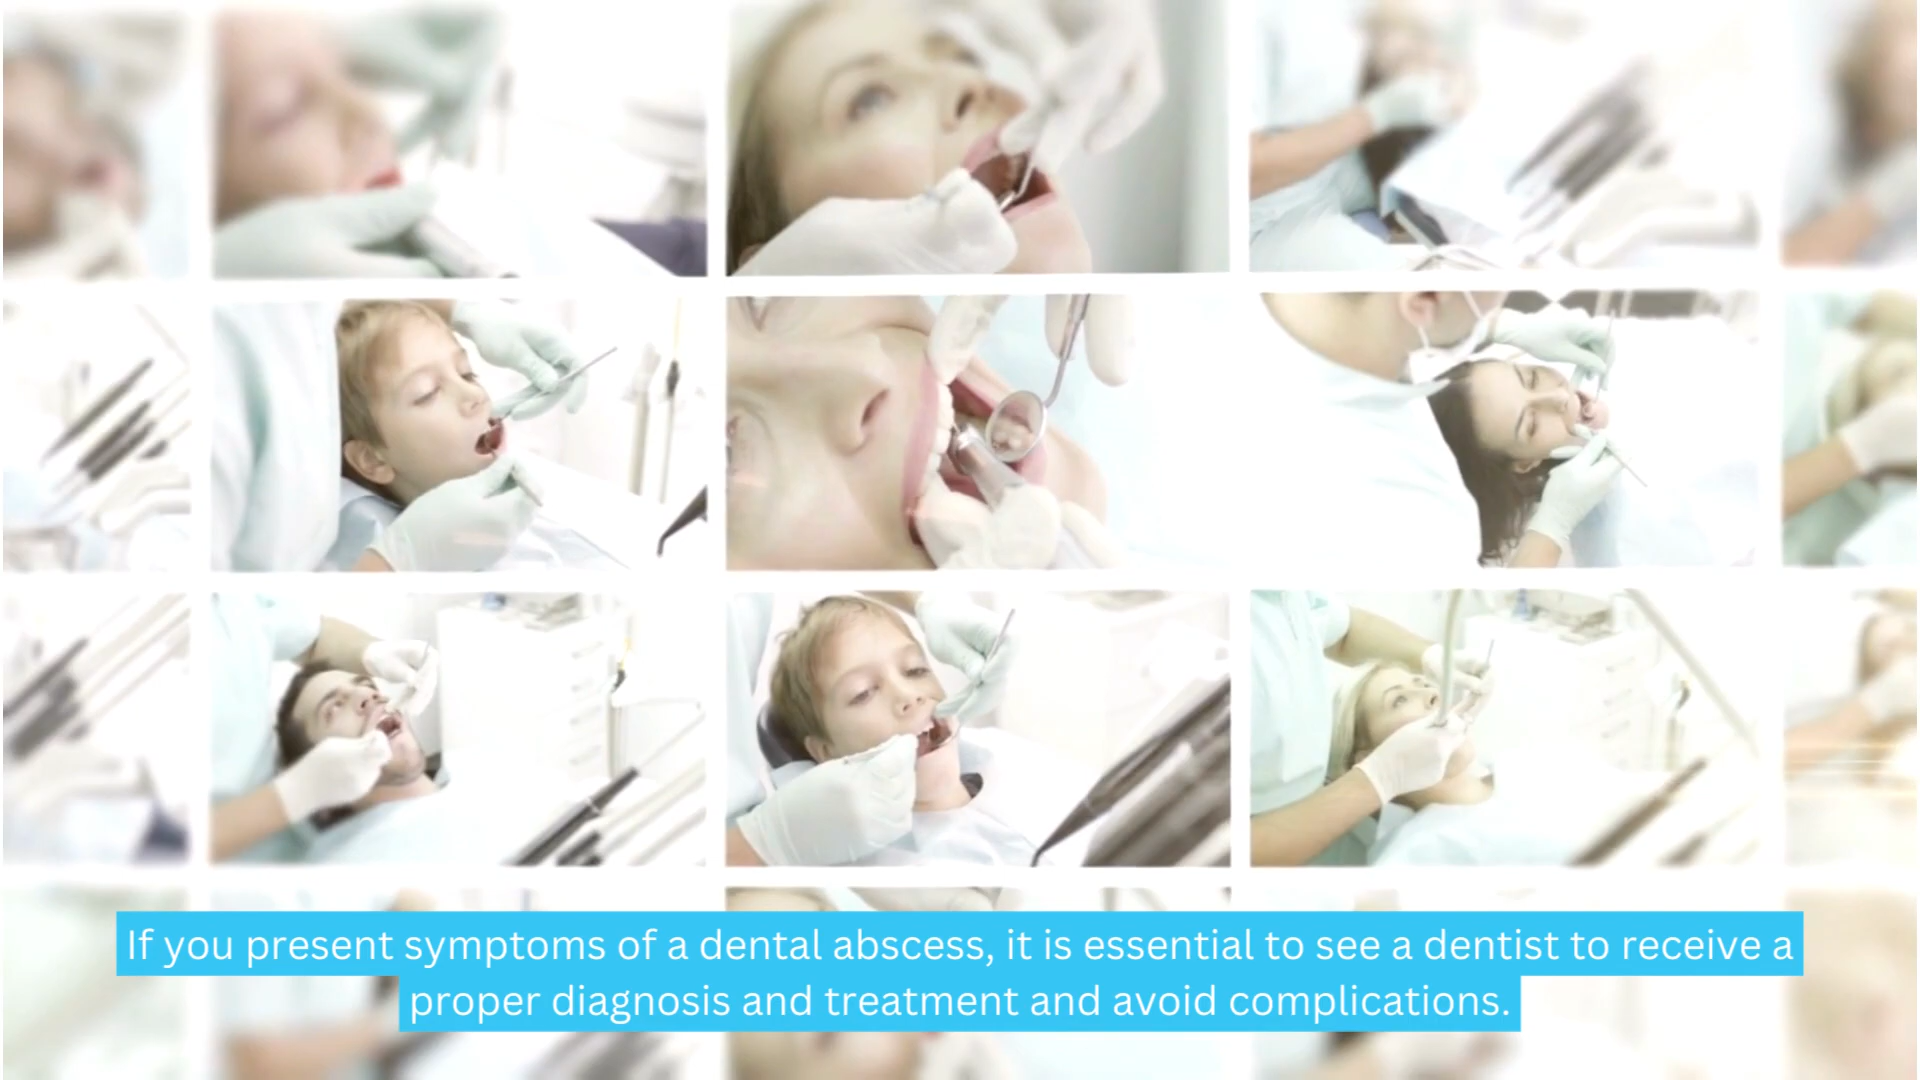 If you present symptoms of a dental abscess, it is essential to see a dentist to receive a
proper diagnosis and treatment and avoid complications.